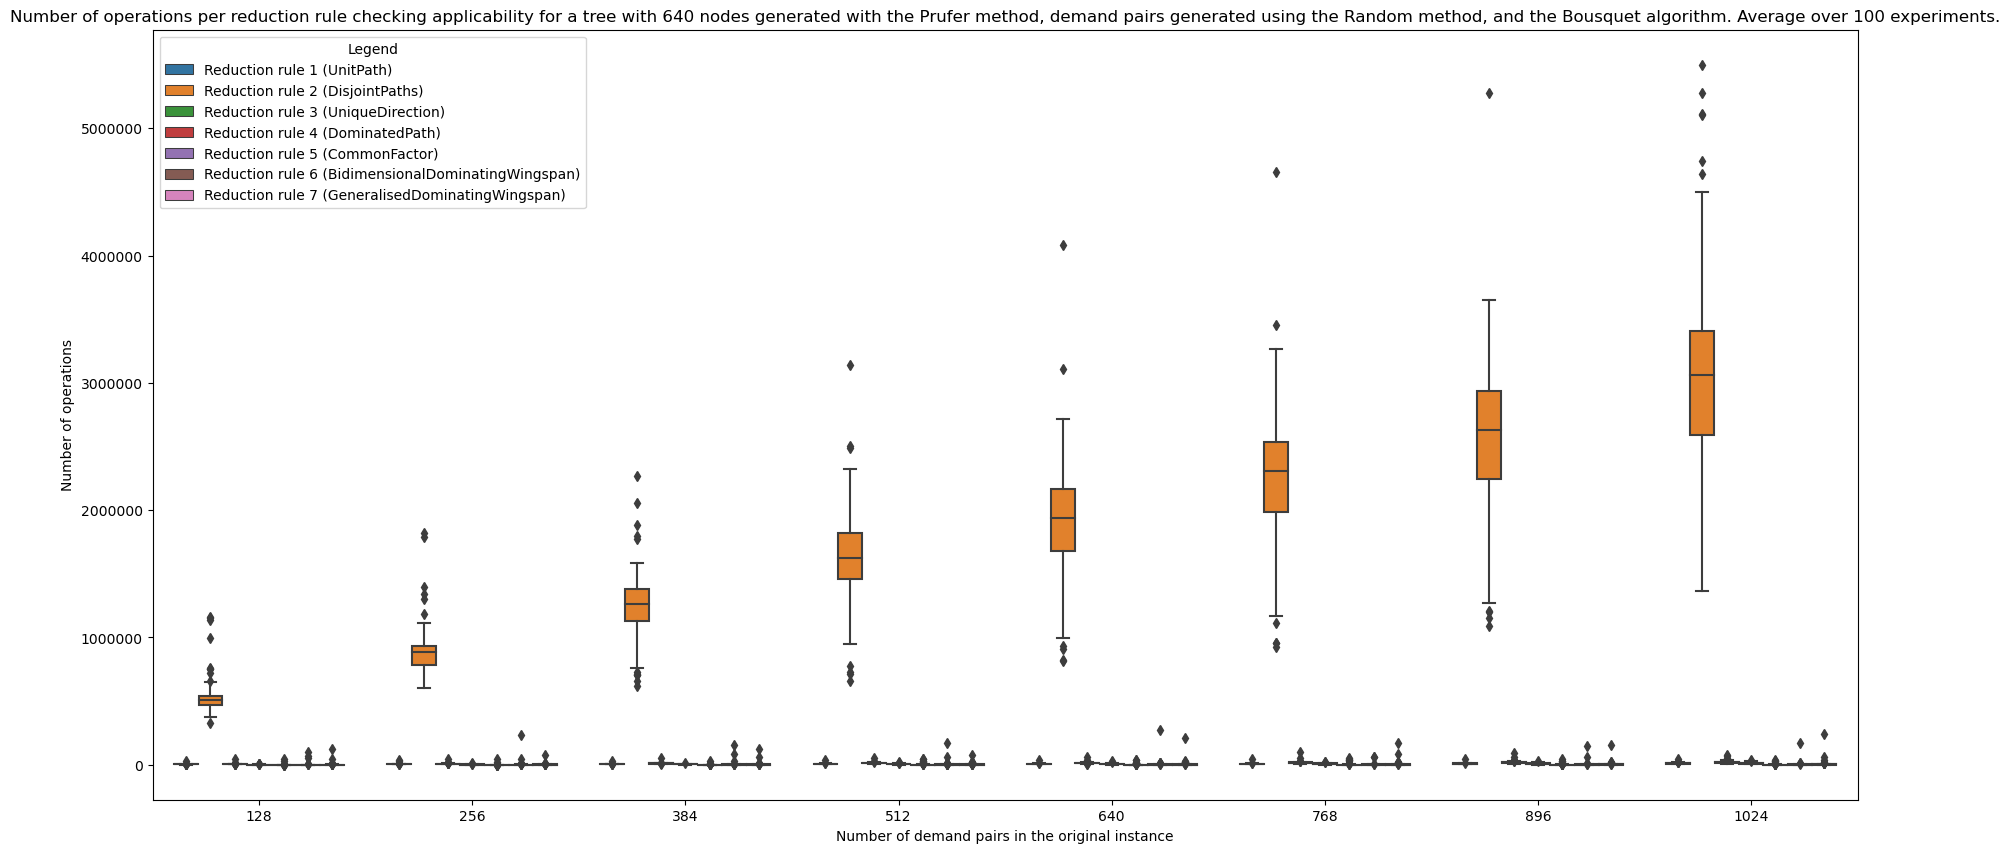 Number of operations per reduction rule checking applicability for a tree with 640 nodes generated with the Prufer method, demand pairs generated using the Random method, and the Bousquet algorithm. Average over 100 experiments.
Legend
Reduction rule 1 (UnitPath)
Reduction rule 2 (DisjointPaths)
Reduction rule 3 (UniqueDirection)
Reduction rule 4 (DominatedPath)
Reduction rule 5 (CommonFactor)
Reduction rule 6 (BidimensionalDominatingWingspan)
Reduction rule 7 (GeneralisedDominatingWingspan)
Number of operations
5000000
4000000
3000000
2000000
1000000
0
128 256 384 512 640 768 896 1024
Number of demand pairs in the original instance